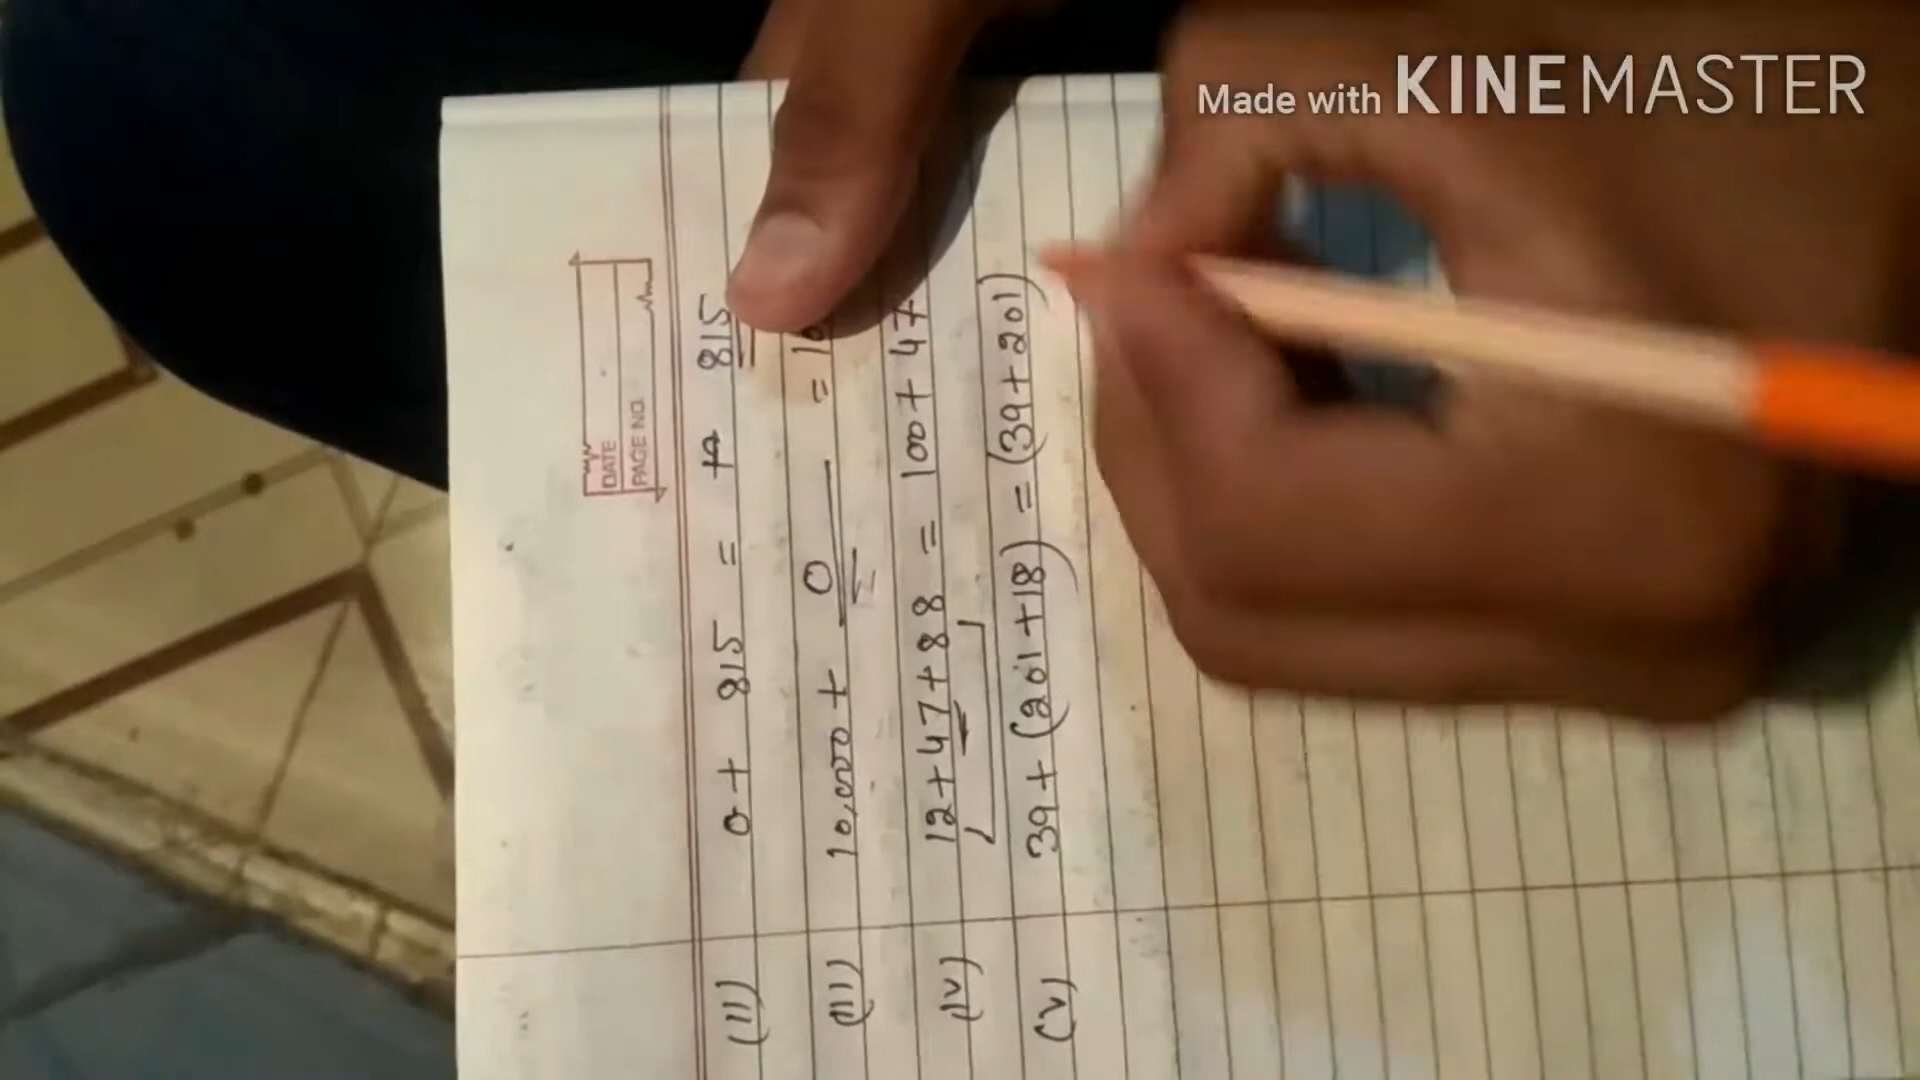 Made with KINEMASTER
DATE
PAGE NO.
(II) 0 + 815 = + 815
(III) 10,000 + 0 = 10
(IV) 12 + 47 + 88 = 100 + 47
(V) 39 + (201 + 18) = (39 + 201)